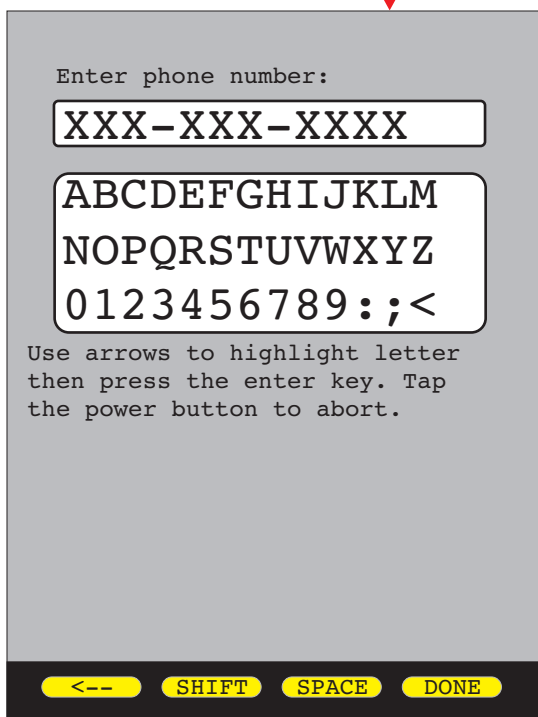 Enter phone number:
XXX-XXX-XXXX
ABCDEFGHIJKLM
NOPQRSTUVWXYZ
0123456789:;<
Use arrows to highlight letter
then press the enter key. Tap
the power button to abort.
<-- SHIFT SPACE DONE